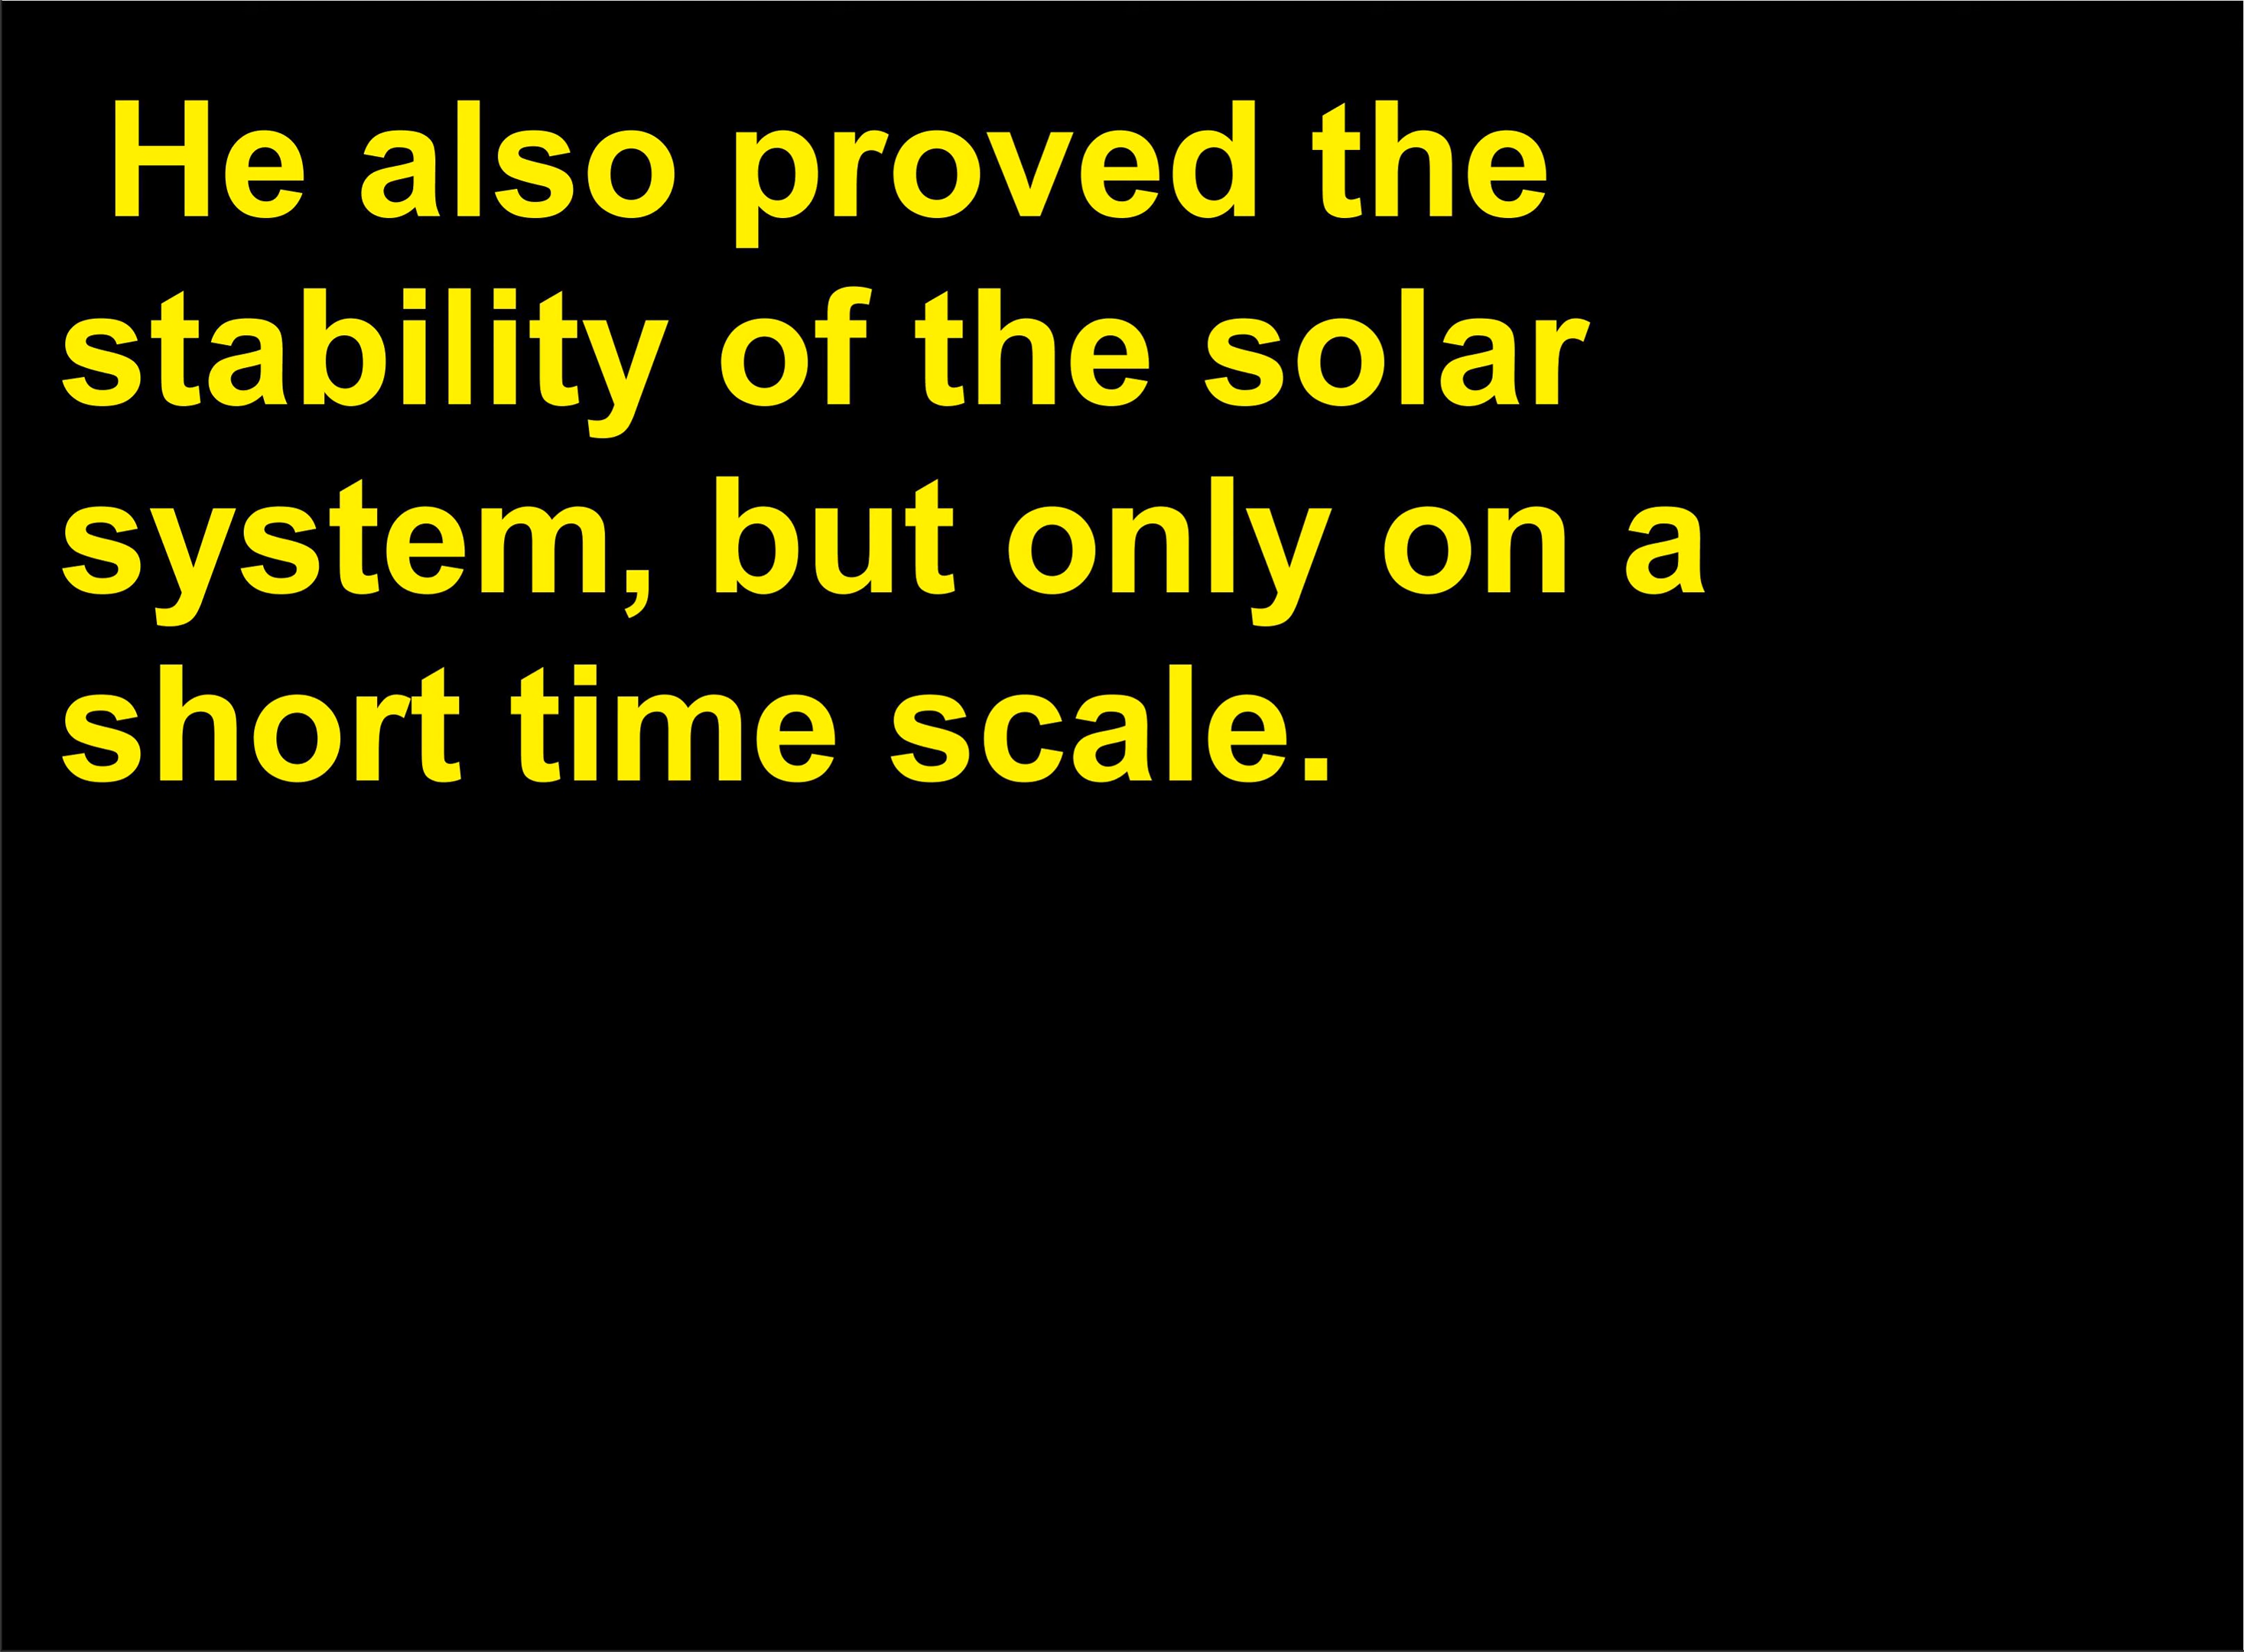 He also proved the
stability of the solar
system, but only on a
short time scale.